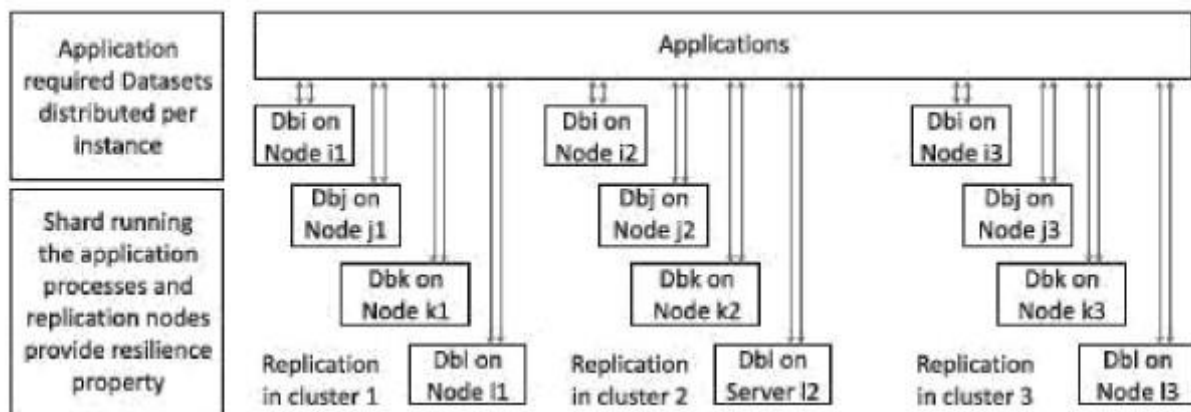 Application
required Datasets
distributed per
instance
Shard running
the application
processes and
replication nodes
provide resilience
property
Applications
Dbi on
Node i1
Dbj on
Node j1
Dbk on
Node k1
Dbl on
Node l1
Replication
in cluster 1
Dbi on
Node i2
Dbj on
Node j2
Dbk on
Node k2
Dbl on
Server l2
Replication
in cluster 2
Dbi on
Node i3
Dbj on
Node j3
Dbk on
Node k3
Dbl on
Node l3
Replication
in cluster 3